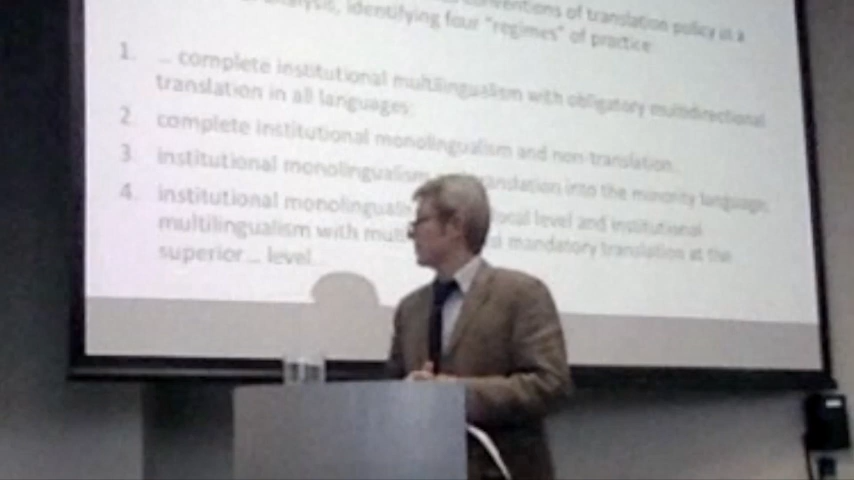 conventions of translation policy in a
analysis, identifying four "regimes" of practice:
1. ... complete institutional multilingualism with obligatory multidirectional
translation in all languages;
2. complete institutional monolingualism and non-translation
3. institutional monolingualism translation into the minority language
4. institutional local level and institutional
multilingualism with mandatory translation at the
superior ... level.